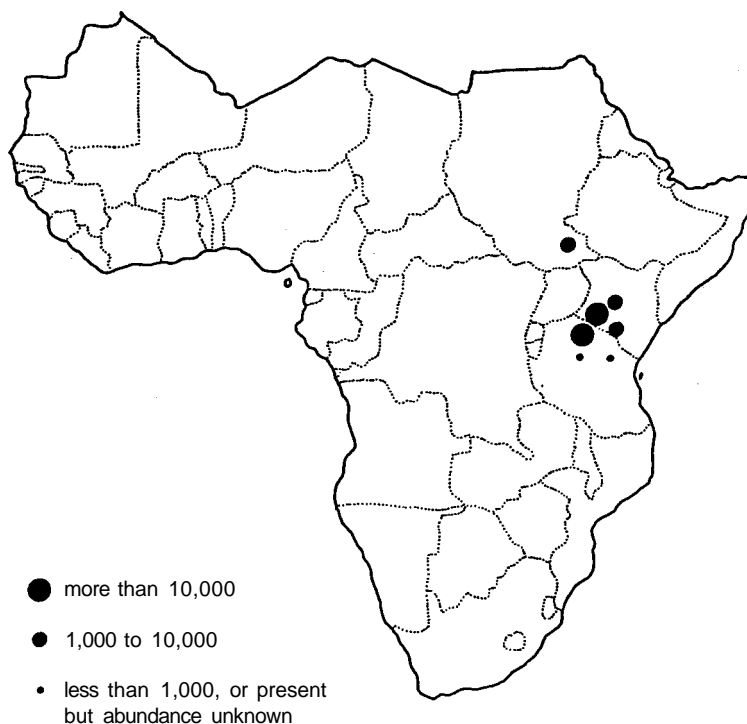 more than 10,000
1,000 to 10,000
less than 1,000, or present
but abundance unknown